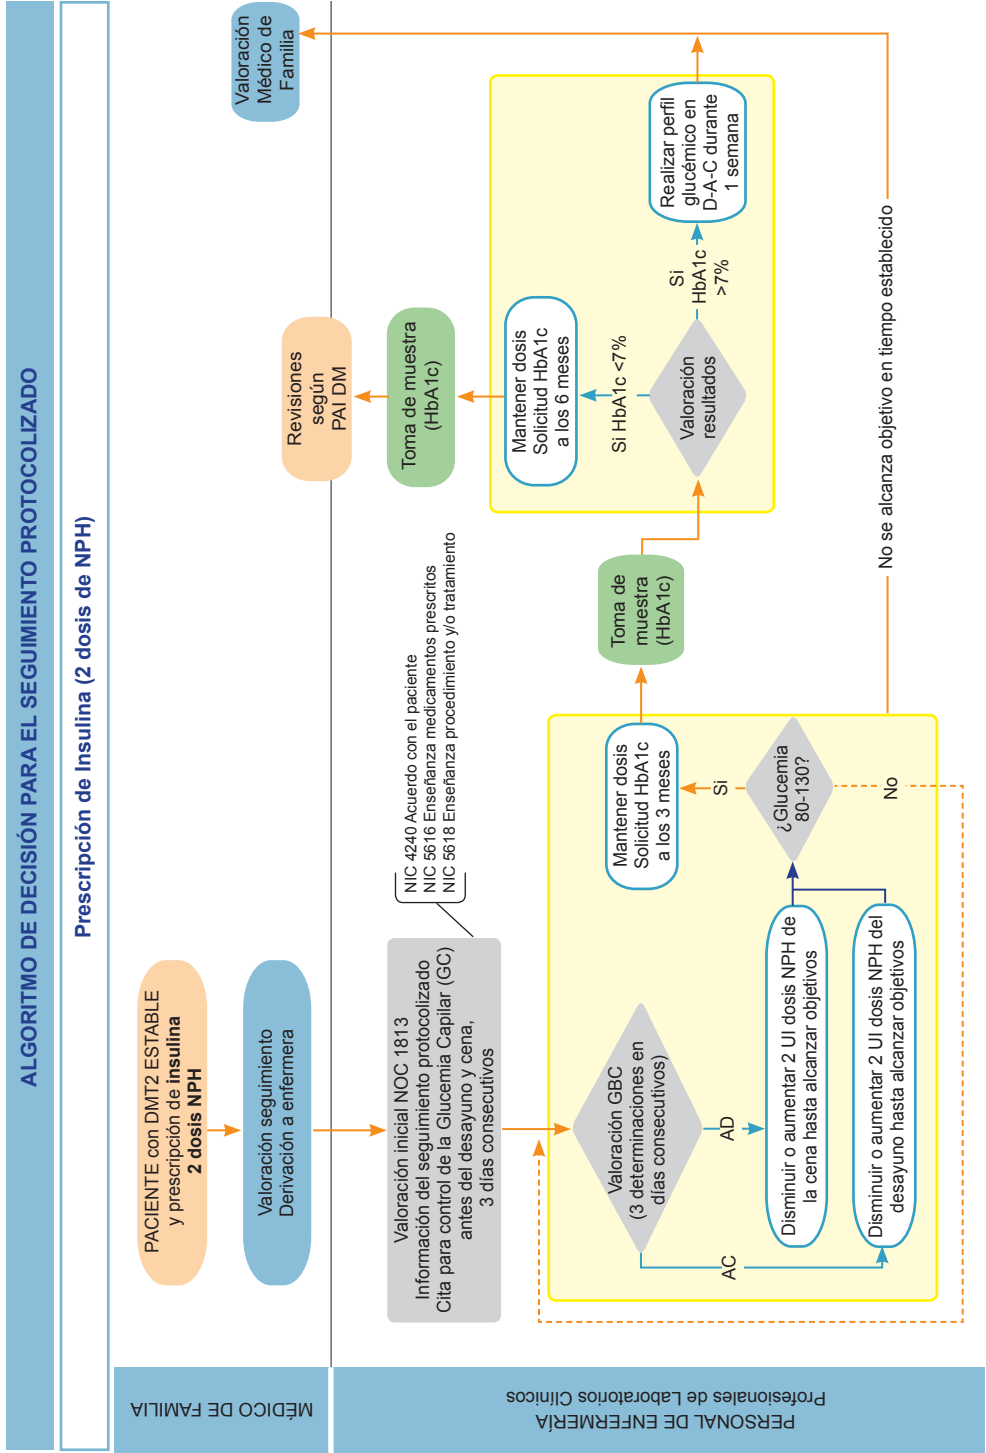 ALGORITMO DE DECISIÓN PARA EL SEGUIMIENTO PROTOCOLIZADO
Prescripción de Insulina (2 dosis de NPH)
MÉDICO DE FAMILIA
PACIENTE con DMT2 ESTABLE
y prescripción de insulina
2 dosis NPH
Valoración seguimiento
Derivación a enfermera
Revisiones
según
PAI DM
Valoración
Médico de
Familia
PERSONAL DE ENFERMERÍA
Profesionales de Laboratorios Clínicos
Valoración inicial NOC 1813
Información del seguimiento protocolizado
Cita para control de la Glucemia Capilar (GC)
antes del desayuno y cena,
3 días consecutivos
NIC 4240 Acuerdo con el paciente
NIC 5616 Enseñanza medicamentos prescritos
NIC 5618 Enseñanza procedimiento y/o tratamiento
Valoración GBC
(3 determinaciones en
días consecutivos)
AC
AD
Disminuir o aumentar 2 UI dosis NPH de
la cena hasta alcanzar objetivos
Disminuir o aumentar 2 UI dosis NPH del
desayuno hasta alcanzar objetivos
¿Glucemia
80-130?
Si
No
Mantener dosis
Solicitud HbA1c
a los 3 meses
Toma de
muestra
(HbA1c)
Valoración
resultados
Si HbA1c <7%
Mantener dosis
Solicitud HbA1c
a los 6 meses
Toma de muestra
(HbA1c)
Si
HbA1c
>7%
Realizar perfil
glucémico en
D-A-C durante
1 semana
No se alcanza objetivo en tiempo establecido